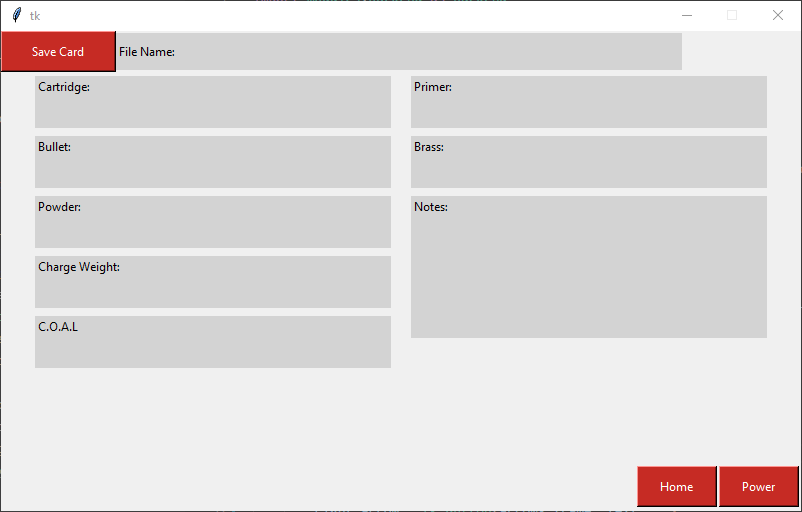 tk
Save Card
File Name:
Cartridge:
Primer:
Bullet:
Brass:
Powder:
Notes:
Charge Weight:
C.O.A.L
Home
Power